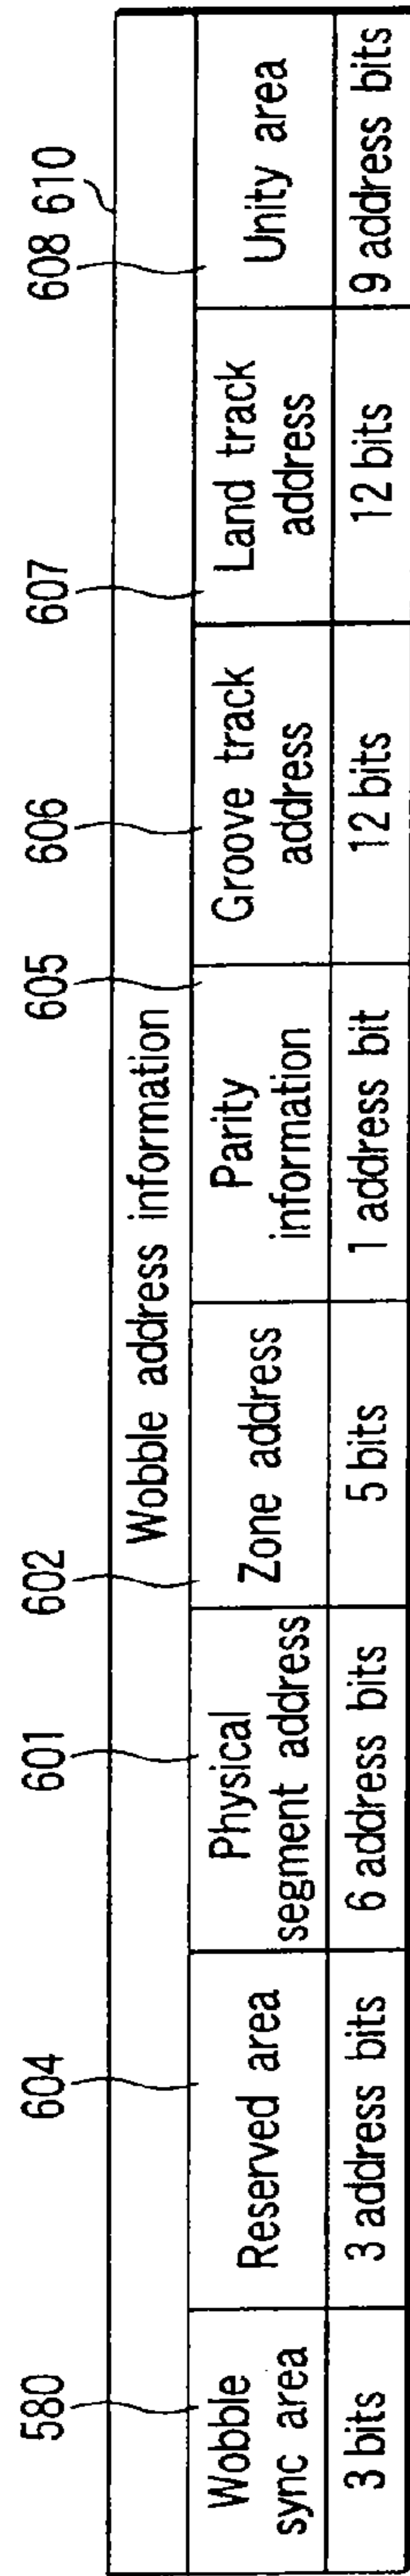 580
604
601
602
605
606
607
608
610
Wobble address information
Wobble
sync area
Reserved area
Physical
segment address
Zone address
Parity
information
Groove track
address
Land track
address
Unity area
3 bits
3 address bits
6 address bits
5 bits
1 address bit
12 bits
12 bits
9 address bits